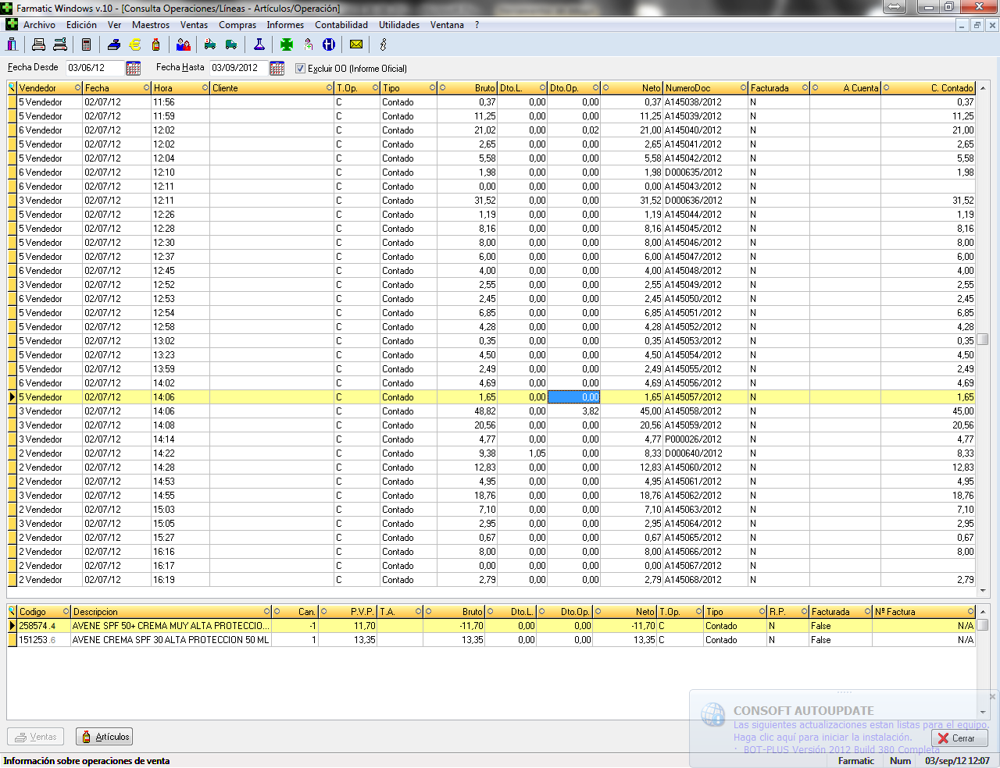 Farmatic Windows v.10 - [Consulta Operaciones/Líneas - Artículos/Operación]
Archivo Edición Ver Maestros Ventas Compras Informes Contabilidad Utilidades Ventana ?
Fecha Desde 03/06/12 Fecha Hasta 03/09/2012 Excluir OO (Informe Oficial)
Vendedor Fecha Hora Cliente T.Op. Tipo Bruto Dto.L. Dto.Op. Neto NumeroDoc Facturada A Cuenta C. Contado
5 Vendedor 02/07/12 11:56 C Contado 0,37 0,00 0,00 0,37 A145038/2012 N 0,37
5 Vendedor 02/07/12 11:59 C Contado 11,25 0,00 0,00 11,25 A145039/2012 N 11,25
6 Vendedor 02/07/12 12:02 C Contado 21,02 0,00 0,02 21,00 A145040/2012 N 21,00
5 Vendedor 02/07/12 12:02 C Contado 2,65 0,00 0,00 2,65 A145041/2012 N 2,65
5 Vendedor 02/07/12 12:04 C Contado 5,58 0,00 0,00 5,58 A145042/2012 N 5,58
6 Vendedor 02/07/12 12:10 C Contado 1,98 0,00 0,00 1,98 D000635/2012 N 1,98
6 Vendedor 02/07/12 12:11 C Contado 0,00 0,00 0,00 0,00 A145043/2012 N
3 Vendedor 02/07/12 12:11 C Contado 31,52 0,00 0,00 31,52 D000636/2012 N 31,52
5 Vendedor 02/07/12 12:26 C Contado 1,19 0,00 0,00 1,19 A145044/2012 N 1,19
5 Vendedor 02/07/12 12:28 C Contado 8,16 0,00 0,00 8,16 A145045/2012 N 8,16
5 Vendedor 02/07/12 12:30 C Contado 8,00 0,00 0,00 8,00 A145046/2012 N 8,00
5 Vendedor 02/07/12 12:37 C Contado 6,00 0,00 0,00 6,00 A145047/2012 N 6,00
6 Vendedor 02/07/12 12:45 C Contado 4,00 0,00 0,00 4,00 A145048/2012 N 4,00
3 Vendedor 02/07/12 12:52 C Contado 2,55 0,00 0,00 2,55 A145049/2012 N 2,55
6 Vendedor 02/07/12 12:53 C Contado 2,45 0,00 0,00 2,45 A145050/2012 N 2,45
5 Vendedor 02/07/12 12:54 C Contado 6,85 0,00 0,00 6,85 A145051/2012 N 6,85
5 Vendedor 02/07/12 12:58 C Contado 4,28 0,00 0,00 4,28 A145052/2012 N 4,28
5 Vendedor 02/07/12 13:02 C Contado 0,35 0,00 0,00 0,35 A145053/2012 N 0,35
5 Vendedor 02/07/12 13:23 C Contado 4,50 0,00 0,00 4,50 A145054/2012 N 4,50
5 Vendedor 02/07/12 13:59 C Contado 2,49 0,00 0,00 2,49 A145055/2012 N 2,49
6 Vendedor 02/07/12 14:02 C Contado 4,69 0,00 0,00 4,69 A145056/2012 N 4,69
5 Vendedor 02/07/12 14:06 C Contado 1,65 0,00 0,00 1,65 A145057/2012 N 1,65
3 Vendedor 02/07/12 14:06 C Contado 48,82 0,00 3,82 45,00 A145058/2012 N 45,00
3 Vendedor 02/07/12 14:08 C Contado 20,56 0,00 0,00 20,56 A145059/2012 N 20,56
3 Vendedor 02/07/12 14:14 C Contado 4,77 0,00 0,00 4,77 P000026/2012 N 4,77
2 Vendedor 02/07/12 14:22 C Contado 9,38 1,05 0,00 8,33 D000640/2012 N 8,33
2 Vendedor 02/07/12 14:28 C Contado 12,83 0,00 0,00 12,83 A145060/2012 N 12,83
2 Vendedor 02/07/12 14:53 C Contado 4,95 0,00 0,00 4,95 A145061/2012 N 4,95
3 Vendedor 02/07/12 14:55 C Contado 18,76 0,00 0,00 18,76 A145062/2012 N 18,76
2 Vendedor 02/07/12 15:03 C Contado 7,10 0,00 0,00 7,10 A145063/2012 N 7,10
3 Vendedor 02/07/12 15:05 C Contado 2,95 0,00 0,00 2,95 A145064/2012 N 2,95
2 Vendedor 02/07/12 15:27 C Contado 0,67 0,00 0,00 0,67 A145065/2012 N 0,67
2 Vendedor 02/07/12 16:16 C Contado 8,00 0,00 0,00 8,00 A145066/2012 N 8,00
2 Vendedor 02/07/12 16:17 C Contado 0,00 0,00 0,00 0,00 A145067/2012 N
2 Vendedor 02/07/12 16:19 C Contado 2,79 0,00 0,00 2,79 A145068/2012 N 2,79
Codigo Descripcion Can. P.V.P. T.A. Bruto Dto.L. Dto.Op. Neto T.Op. Tipo R.P. Facturada Nº Factura
258574.4 AVENE SPF 50+ CREMA MUY ALTA PROTECCIO... -1 11,70 -11,70 0,00 0,00 -11,70 C Contado N False N/A
151253.6 AVENE CREMA SPF 30 ALTA PROTECCION 50 ML 1 13,35 13,35 0,00 0,00 13,35 C Contado N False N/A
CONSOFT AUTOUPDATE
Las siguientes actualizaciones estan listas para el equipo.
Haga clic aquí para iniciar la instalación.
· BOT-PLUS Versión 2012 Build 380 Completa
Ventas Artículos Cerrar
Información sobre operaciones de venta Farmatic Num 03/sep/12 12:07